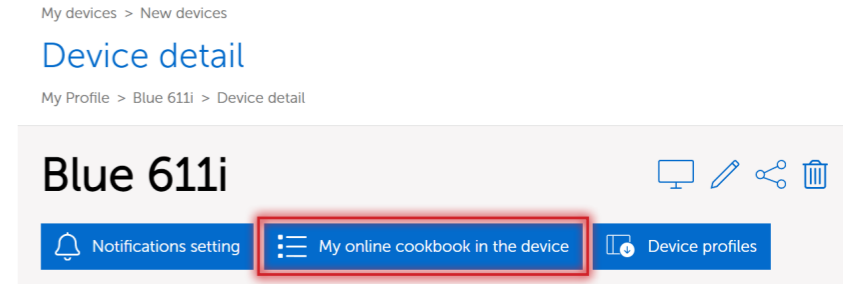 My devices > New devices
Device detail
My Profile > Blue 611i > Device detail
Blue 611i
Notifications setting My online cookbook in the device Device profiles